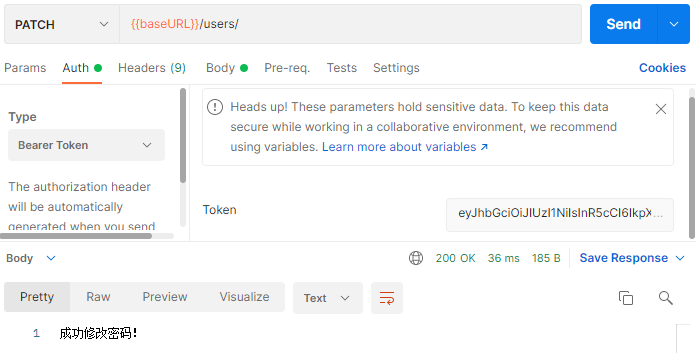 PATCH {{baseURL}}/users/ Send
Params Auth Headers (9) Body Pre-req. Tests Settings Cookies
Type
Bearer Token
The authorization header
will be automatically
generated when you send
Heads up! These parameters hold sensitive data. To keep this data
secure while working in a collaborative environment, we recommend
using variables. Learn more about variables ↗
Token eyJhbGciOiJIUzI1NiIsInR5cCI6IkpX...
Body 200 OK 36 ms 185 B Save Response
Pretty Raw Preview Visualize Text
1 成功修改密码!